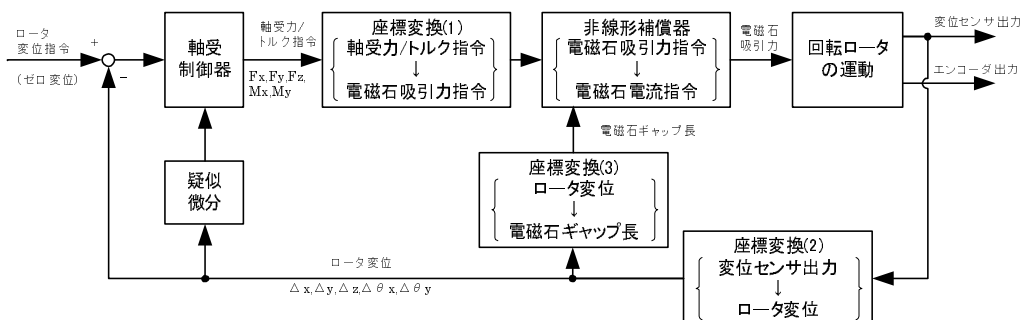 ロータ
変位指令
+
−
(ゼロ変位)
軸受
制御器
軸受力/
トルク指令
Fx,Fy,Fz,
Mx,My
座標変換(1)
軸受力/トルク指令
↓
電磁石吸引力指令
非線形補償器
電磁石吸引力指令
↓
電磁石電流指令
電磁石
吸引力
回転ロータ
の運動
変位センサ出力
エンコーダ出力
電磁石ギャップ長
疑似
微分
座標変換(3)
ロータ変位
↓
電磁石ギャップ長
座標変換(2)
変位センサ出力
↓
ロータ変位
ロータ変位
△x,△y,△z,△θx,△θy